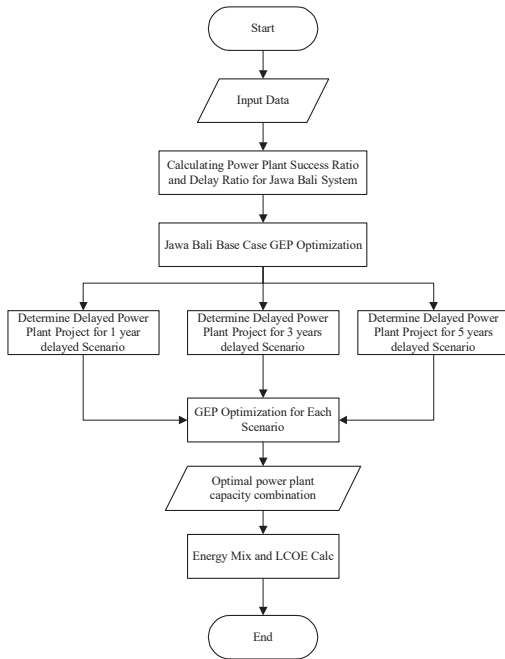 Start
Input Data
Calculating Power Plant Success Ratio
and Delay Ratio for Jawa Bali System
Jawa Bali Base Case GEP Optimization
Determine Delayed Power
Plant Project for 1 year
delayed Scenario
Determine Delayed Power
Plant Project for 3 years
delayed Scenario
Determine Delayed Power
Plant Project for 5 years
delayed Scenario
GEP Optimization for Each
Scenario
Optimal power plant
capacity combination
Energy Mix and LCOE Calc
End